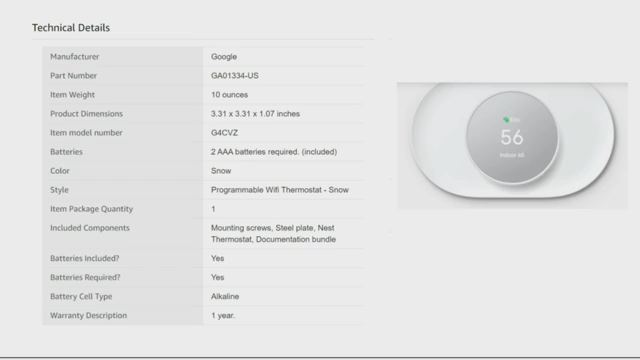 Technical Details
Manufacturer Google
Part Number GA01334-US
Item Weight 10 ounces
Product Dimensions 3.31 x 3.31 x 1.07 inches
Item model number G4CVZ
Batteries 2 AAA batteries required. (included)
Color Snow
Style Programmable Wifi Thermostat - Snow
Item Package Quantity 1
Included Components Mounting screws, Steel plate, Nest
Thermostat, Documentation bundle
Batteries Included? Yes
Batteries Required? Yes
Battery Cell Type Alkaline
Warranty Description 1 year.
56
Indoor 60